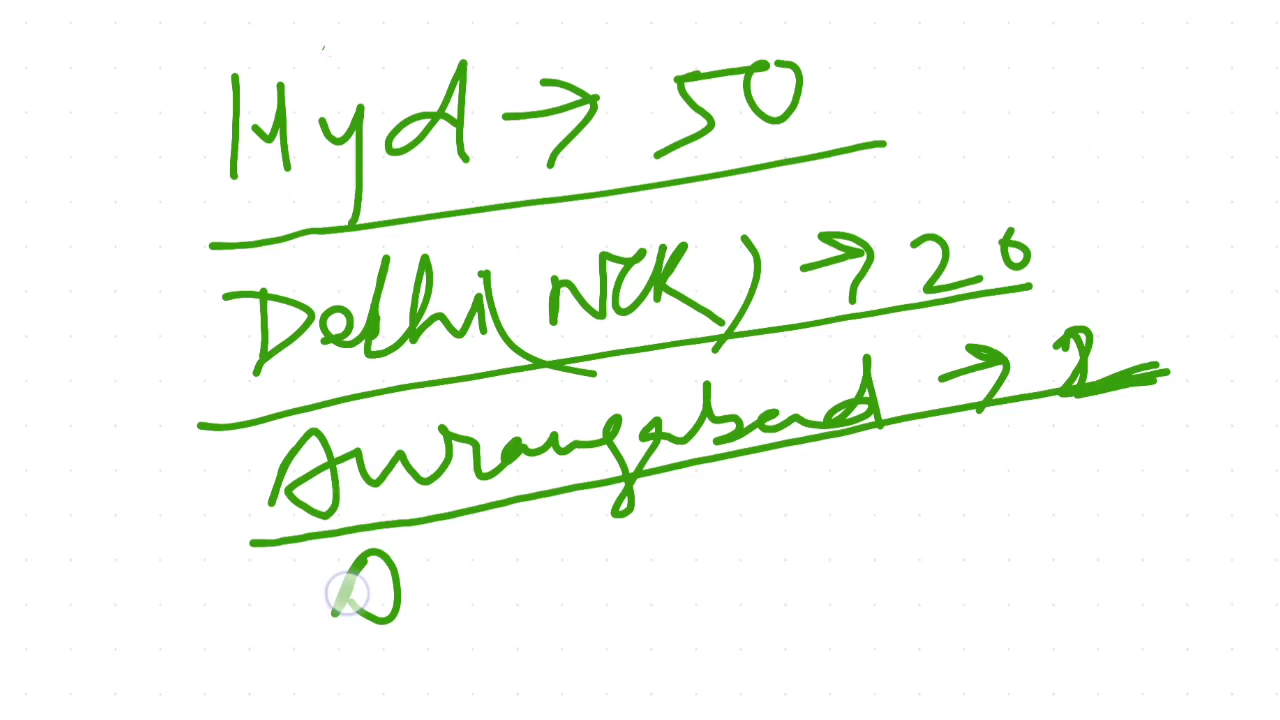 Hyd → 50
Delhi (NCR) → 20
Aurangabad → 2